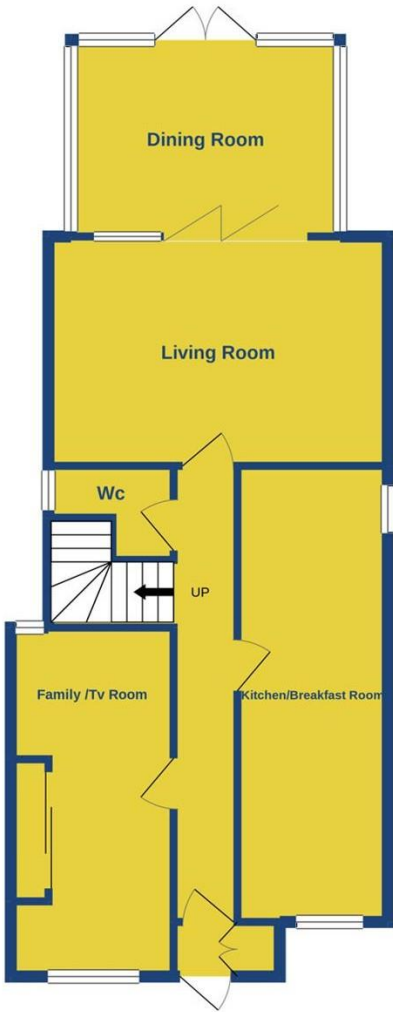 Dining Room
Living Room
Wc
UP
Family /Tv Room
Kitchen/Breakfast Room